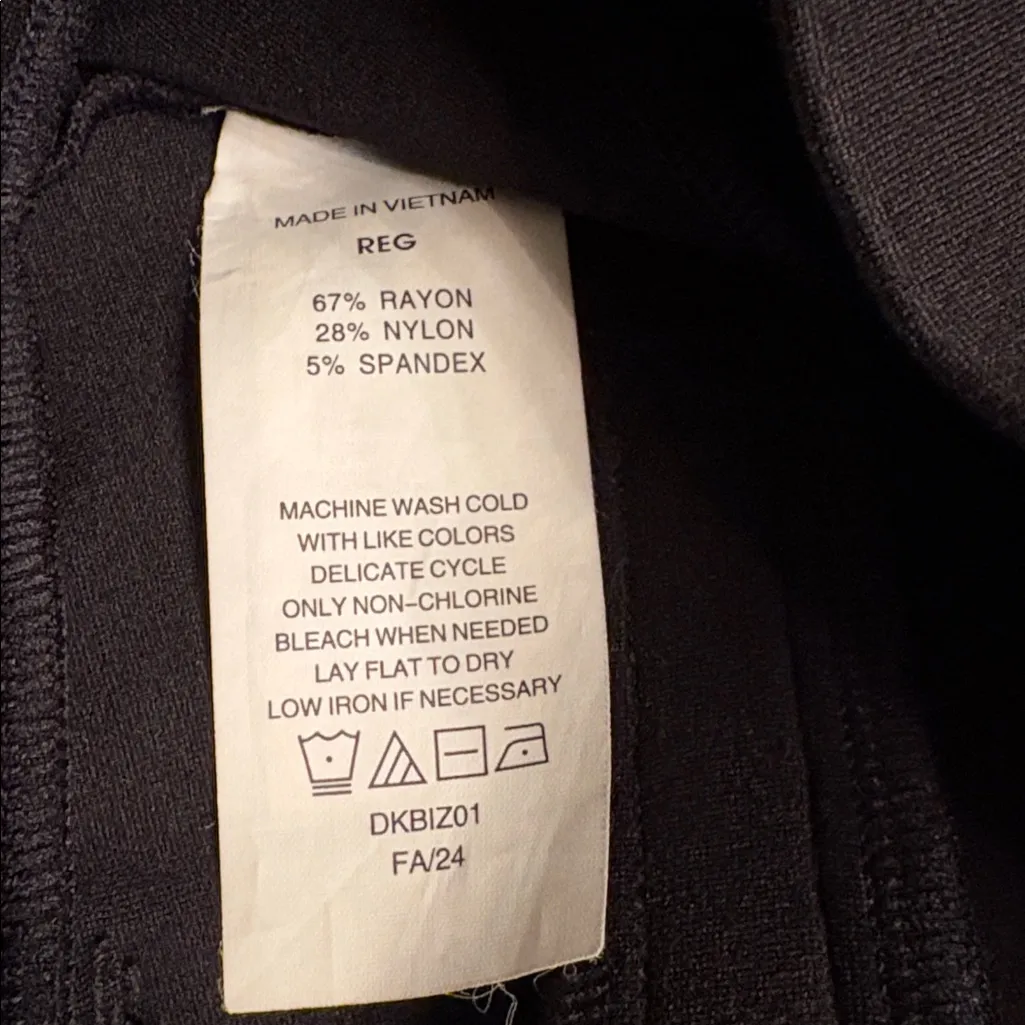 MADE IN VIETNAM
REG
67% RAYON
28% NYLON
5% SPANDEX
MACHINE WASH COLD
WITH LIKE COLORS
DELICATE CYCLE
ONLY NON-CHLORINE
BLEACH WHEN NEEDED
LAY FLAT TO DRY
LOW IRON IF NECESSARY
DKBIZ01
FA/24